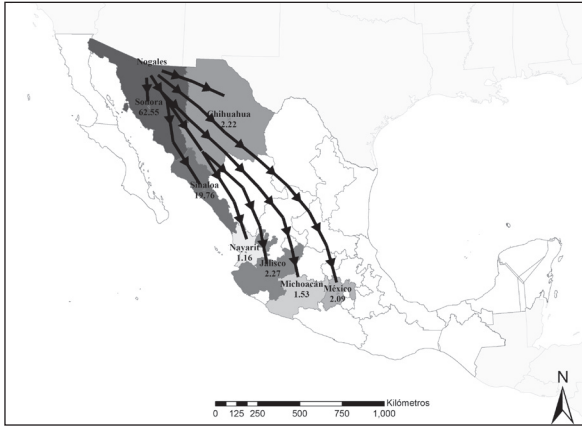 Nogales
Sonora
62.55
Chihuahua
2.22
Sinaloa
19.76
Nayarit
1.16
Jalisco
2.27
Michoacán
1.53
México
2.09
N
Kilómetros
0 125 250 500 750 1,000